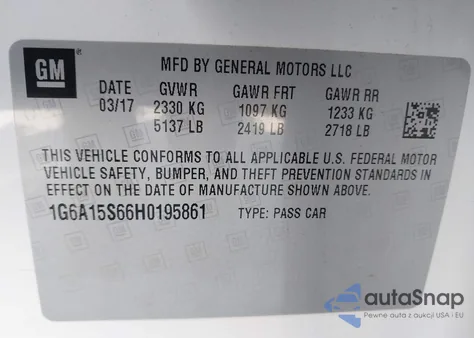 GM
MFD BY GENERAL MOTORS LLC
DATE GVWR GAWR FRT GAWR RR
03/17 2330 KG 1097 KG 1233 KG
5137 LB 2419 LB 2718 LB
THIS VEHICLE CONFORMS TO ALL APPLICABLE U.S. FEDERAL MOTOR
VEHICLE SAFETY, BUMPER, AND THEFT PREVENTION STANDARDS IN
EFFECT ON THE DATE OF MANUFACTURE SHOWN ABOVE.
1G6A15S66H0195861 TYPE: PASS CAR
autoSnap
Pewne auta z aukcji USA i EU